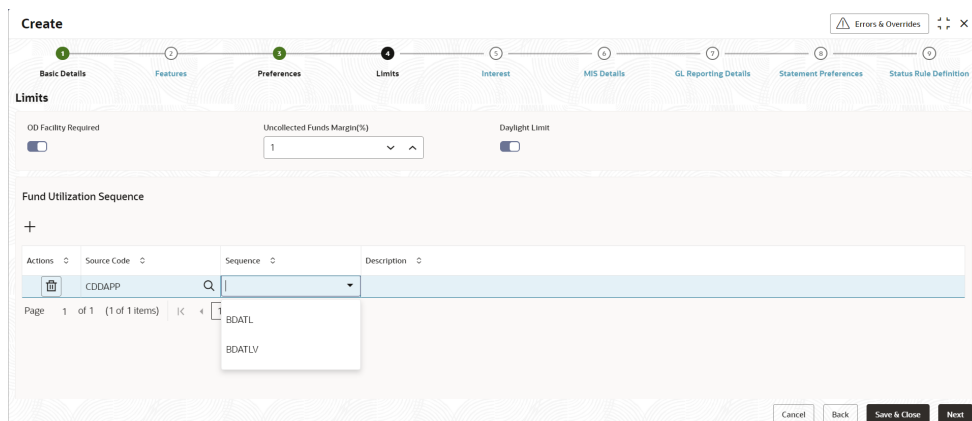 Create
Errors & Overrides
1 2 3 4 5 6 7 8 9
Basic Details Features Preferences Limits Interest MIS Details GL Reporting Details Statement Preferences Status Rule Definition
Limits
OD Facility Required Uncollected Funds Margin(%) Daylight Limit
1
Fund Utilization Sequence
Actions Source Code Sequence Description
CDDAPP
Page 1 of 1 (1 of 1 items) 1
BDATL
BDATLV
Cancel Back Save & Close Next